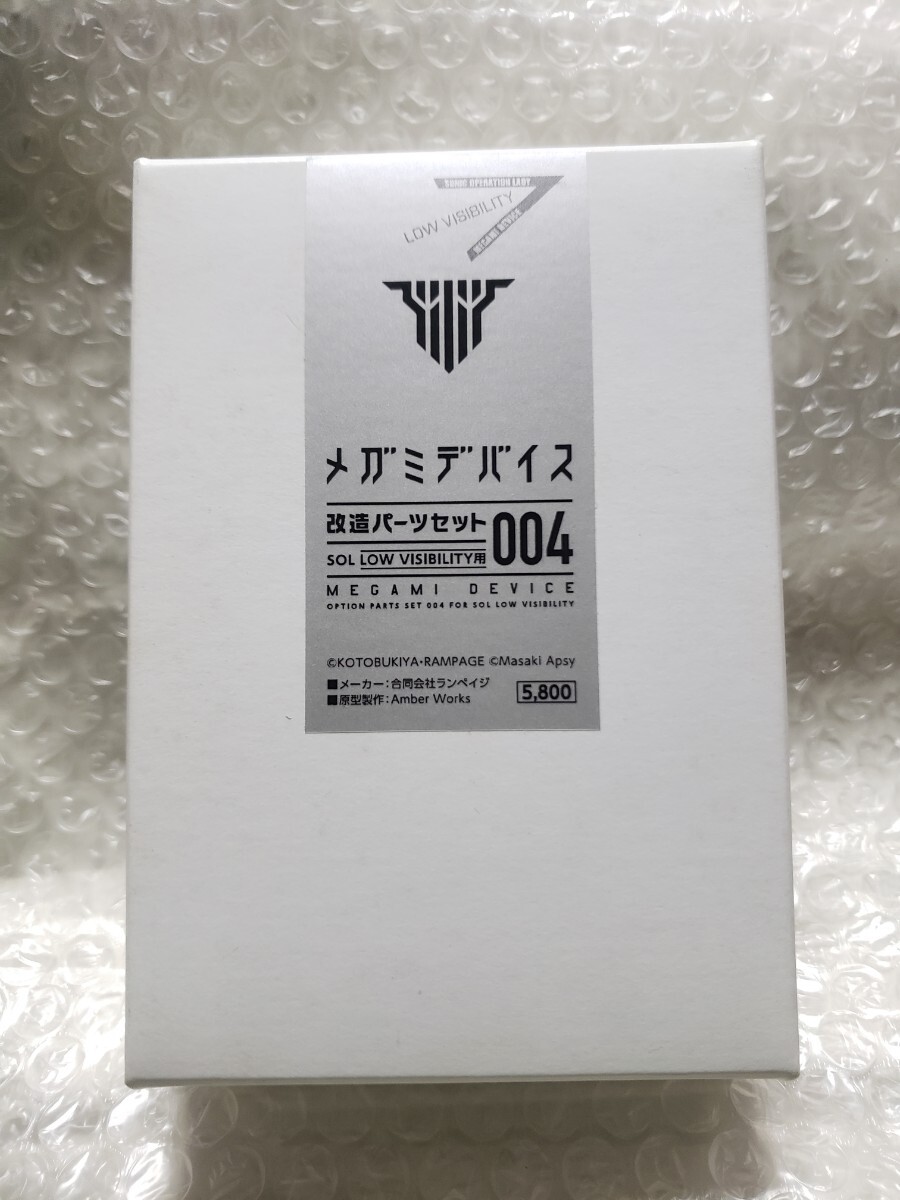 SONIC OPERATION LADY
LOW VISIBILITY
MEGAMI DEVICE
メガミデバイス
改造パーツセット 004
SOL LOW VISIBILITY用
MEGAMI DEVICE
OPTION PARTS SET 004 FOR SOL LOW VISIBILITY
©KOTOBUKIYA・RAMPAGE ©Masaki Apsy
■メーカー:合同会社ランペイジ
■原型製作:Amber Works
5,800